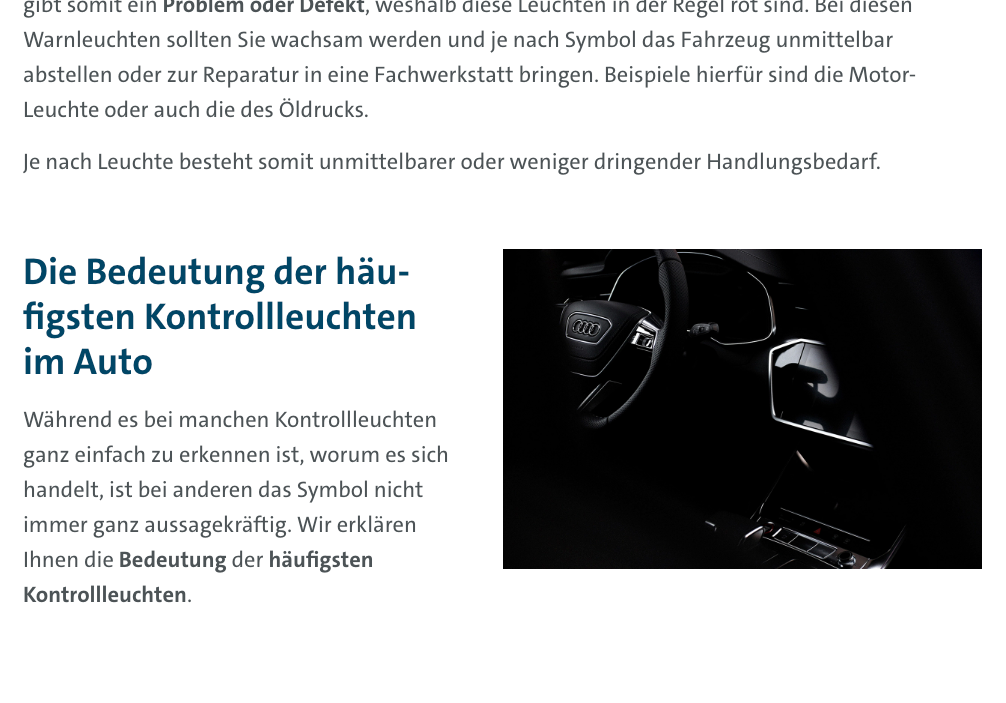 gibt somit ein Problem oder Defekt, weshalb diese Leuchten in der Regel rot sind. Bei diesen
Warnleuchten sollten Sie wachsam werden und je nach Symbol das Fahrzeug unmittelbar
abstellen oder zur Reparatur in eine Fachwerkstatt bringen. Beispiele hierfür sind die Motor-
Leuchte oder auch die des Öldrucks.
Je nach Leuchte besteht somit unmittelbarer oder weniger dringender Handlungsbedarf.
Die Bedeutung der häu-
figsten Kontrollleuchten
im Auto
Während es bei manchen Kontrollleuchten
ganz einfach zu erkennen ist, worum es sich
handelt, ist bei anderen das Symbol nicht
immer ganz aussagekräftig. Wir erklären
Ihnen die Bedeutung der häufigsten
Kontrollleuchten.